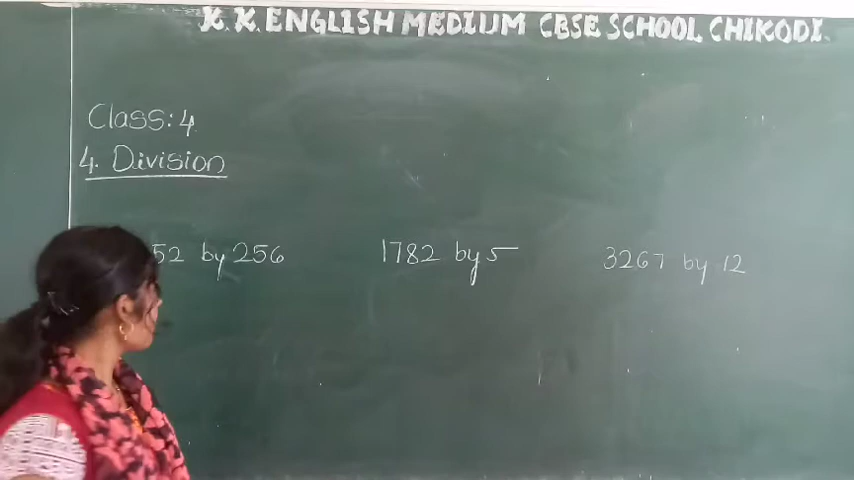 K.K. ENGLISH MEDIUM CBSE SCHOOL CHIKODI.
Class: 4
4. Division
52 by 256 1782 by 5 3267 by 12